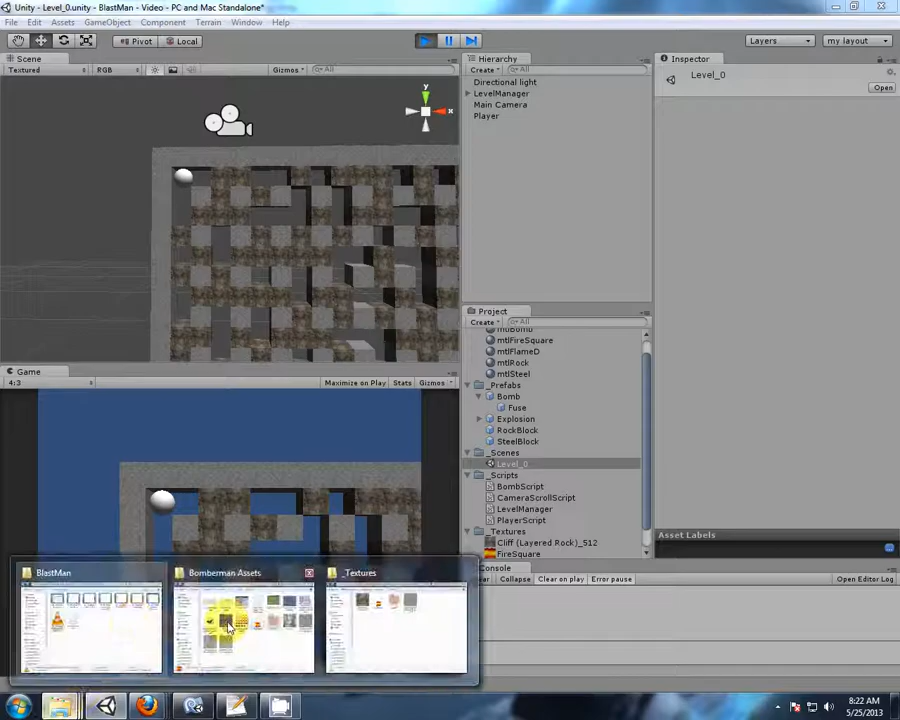 Unity - Level_0.unity - BlastMan - Video - PC and Mac Standalone*
File Edit Assets GameObject Component Terrain Window Help
Pivot Local Layers my layout
Scene Hierarchy Inspector
Textured RGB Gizmos All Create All
Level_0
Open
Directional light
LevelManager
Main Camera
Player
y
x
Project
Create All
mtlBomb
mtlFireSquare
mtlFlameD
mtlRock
mtlSteel
_Prefabs
Bomb
Fuse
Explosion
RockBlock
SteelBlock
_Scenes
Level_0
_Scripts
BombScript
CameraScrollScript
LevelManager
PlayerScript
_Textures
Cliff (Layered Rock)_512
FireSquare
Game
4:3 Maximize on Play Stats Gizmos
Asset Labels
Console
Collapse Clear on play Error pause Open Editor Log
BlastMan Bomberman Assets _Textures
8:22 AM
5/25/2013